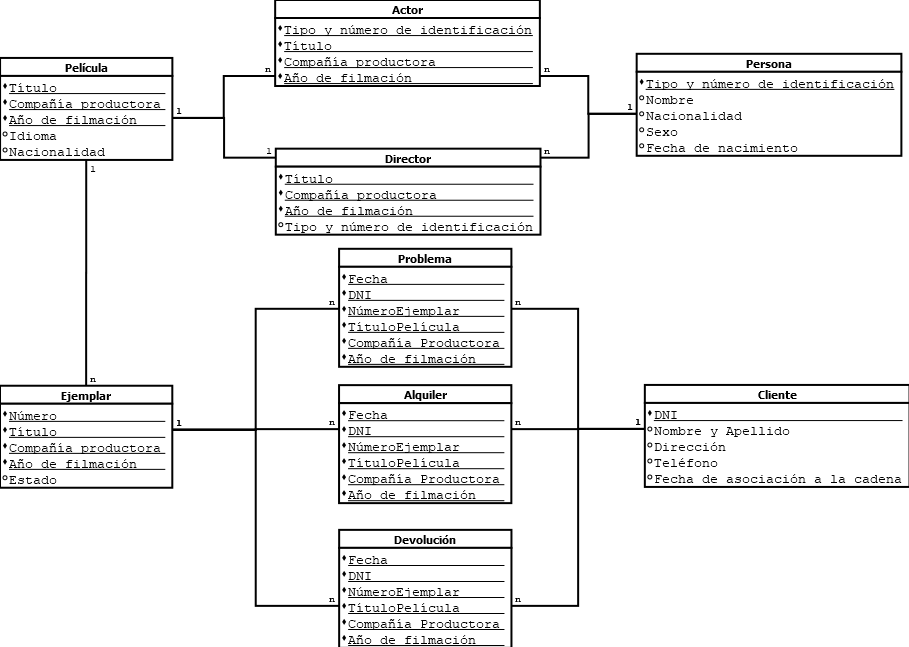 Actor
Tipo y número de identificación
Título
Compañía productora
Año de filmación
Película
Título
Compañía productora
Año de filmación
Idioma
Nacionalidad
Persona
Tipo y número de identificación
Nombre
Nacionalidad
Sexo
Fecha de nacimiento
n
n
1
1
1
n
1
Director
Título
Compañía productora
Año de filmación
Tipo y número de identificación
Problema
Fecha
DNI
NúmeroEjemplar
TítuloPelícula
Compañía Productora
Año de filmación
n
n
n
Ejemplar
Número
Título
Compañía productora
Año de filmación
Estado
1
Alquiler
Fecha
DNI
NúmeroEjemplar
TítuloPelícula
Compañía Productora
Año de filmación
n
n
1
Cliente
DNI
Nombre y Apellido
Dirección
Teléfono
Fecha de asociación a la cadena
Devolución
Fecha
DNI
NúmeroEjemplar
TítuloPelícula
Compañía Productora
Año de filmación
n
n